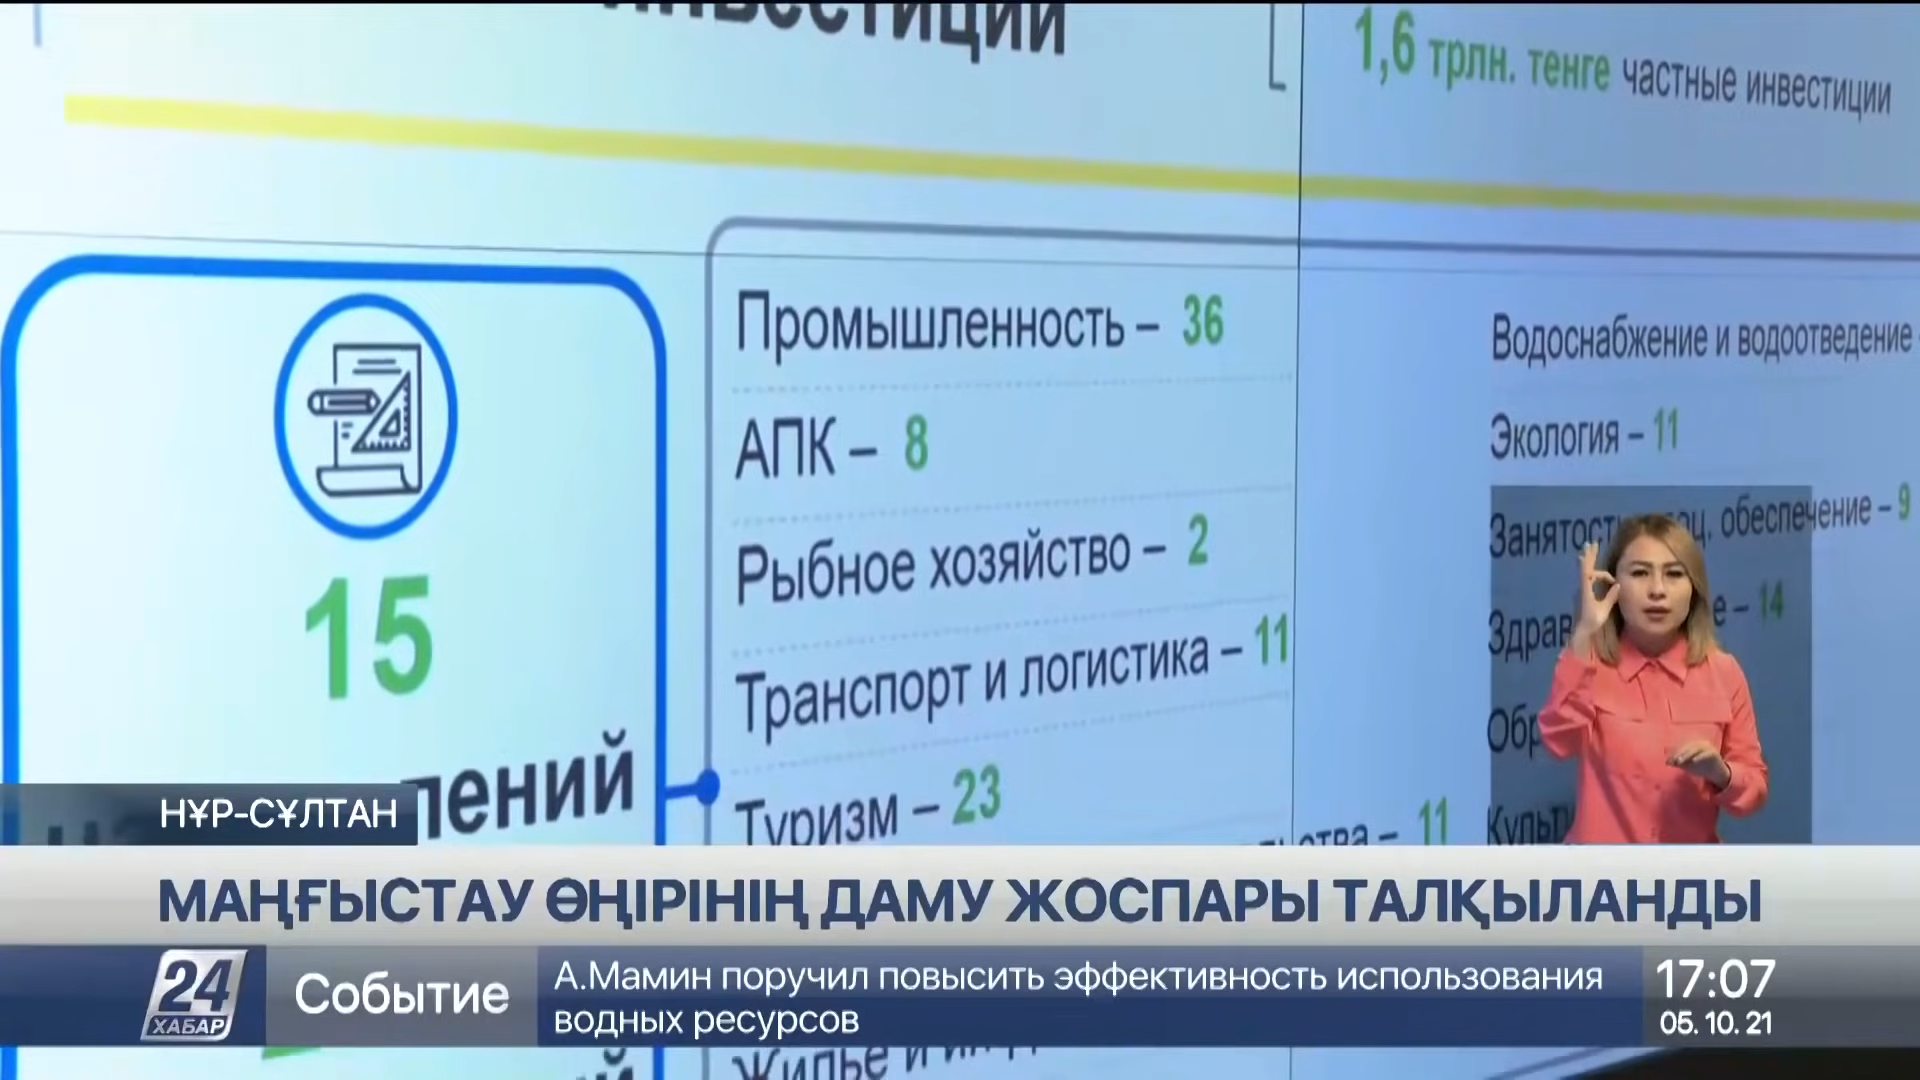 инвестиции
1,6 трлн. тенге частные инвестиции
15
Промышленность – 36
АПК – 8
Рыбное хозяйство – 2
Транспорт и логистика – 11
Туризм – 23
– 11
Водоснабжение и водоотведение –
Экология – 11
обеспечение – 9
– 14
НҰР-СҰЛТАН
МАҢҒЫСТАУ ӨҢІРІНІҢ ДАМУ ЖОСПАРЫ ТАЛҚЫЛАНДЫ
24
ХАБАР
Событие
А.Мамин поручил повысить эффективность использования
водных ресурсов
17:07
05. 10. 21
Жилье и